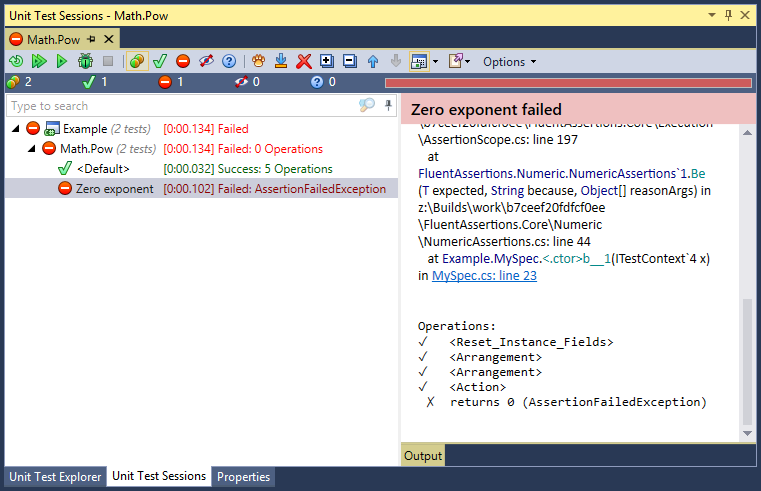 Unit Test Sessions - Math.Pow
Math.Pow
Options
2 1 1 0 0
Type to search
Example (2 tests) [0:00.134] Failed
Math.Pow (2 tests) [0:00.134] Failed: 0 Operations
<Default> [0:00.032] Success: 5 Operations
Zero exponent [0:00.102] Failed: AssertionFailedException
Zero exponent failed
\b7ceef20fdfcf0ee\FluentAssertions.Core\Execution
\AssertionScope.cs: line 197
at
FluentAssertions.Numeric.NumericAssertions`1.Be
(T expected, String because, Object[] reasonArgs) in
z:\Builds\work\b7ceef20fdfcf0ee
\FluentAssertions.Core\Numeric
\NumericAssertions.cs: line 44
at Example.MySpec.<.ctor>b__1(ITestContext`4 x)
in MySpec.cs: line 23
Operations:
✓ <Reset_Instance_Fields>
✓ <Arrangement>
✓ <Arrangement>
✓ <Action>
✗ returns 0 (AssertionFailedException)
Output
Unit Test Explorer Unit Test Sessions Properties